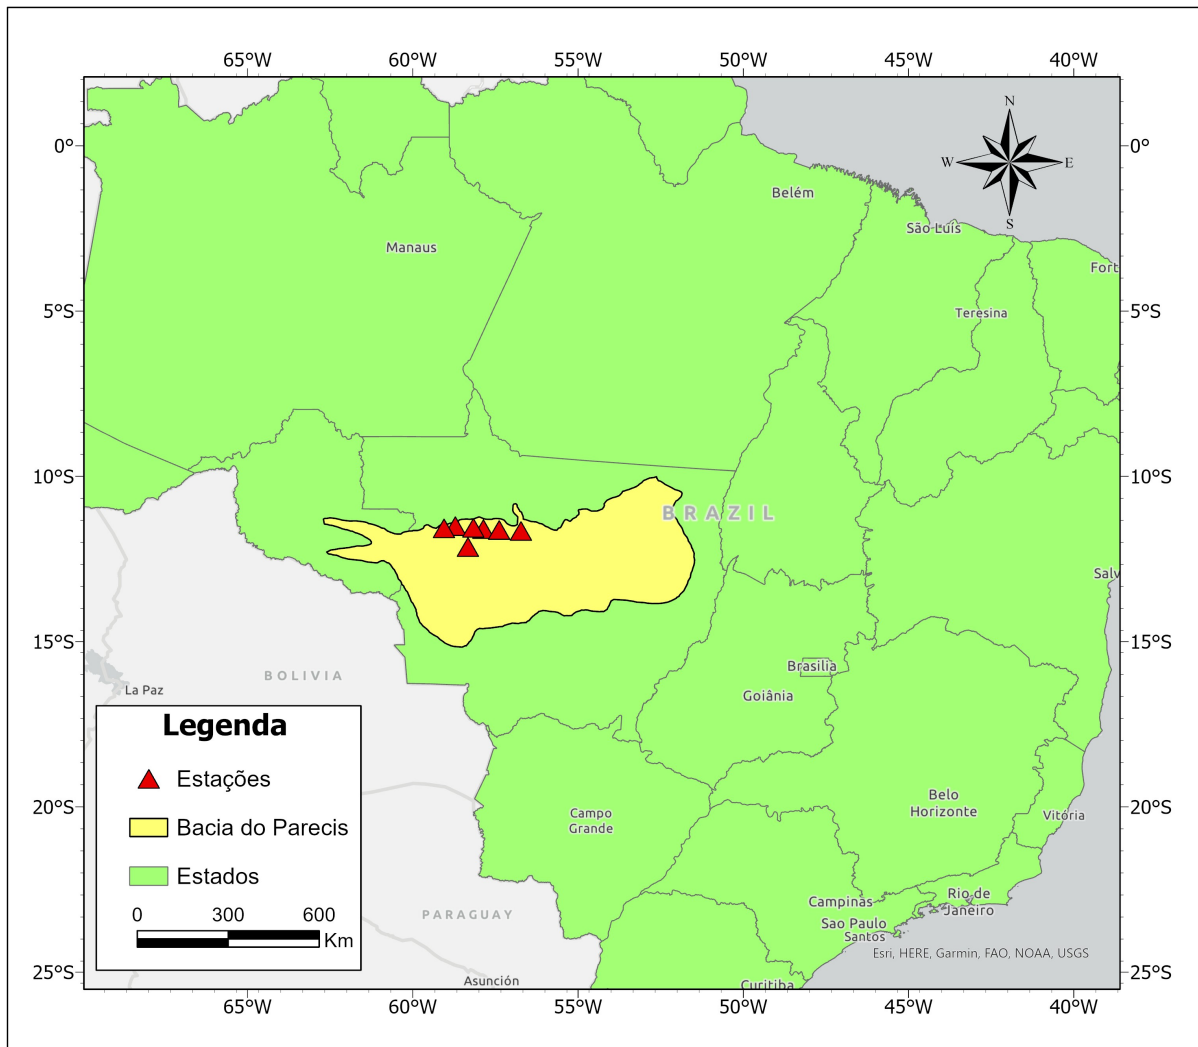 65°W 60°W 55°W 50°W 45°W 40°W
N
W E
S
0° 0°
Belém
São Luís
Manaus
Fort
5°S 5°S
Teresina
10°S 10°S
BRAZIL
Salv
15°S 15°S
Brasilia
BOLIVIA
La Paz
Goiânia
Legenda
Estações
Bacia do Parecis
Estados
0 300 600
Km
20°S 20°S
Belo
Horizonte
Campo
Grande
Vitória
Campinas
Rio de
Janeiro
PARAGUAY
Sao Paulo
Santos
Esri, HERE, Garmin, FAO, NOAA, USGS
25°S 25°S
Asunción
Curitiba
65°W 60°W 55°W 50°W 45°W 40°W